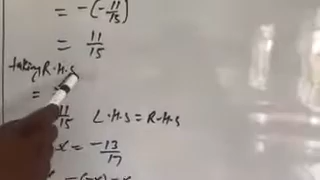 = -(-11/15)
= 11/15
taking R.H.S
=
11/15 L.H.S = R.H.S
x = -13/17
-(-x) = x